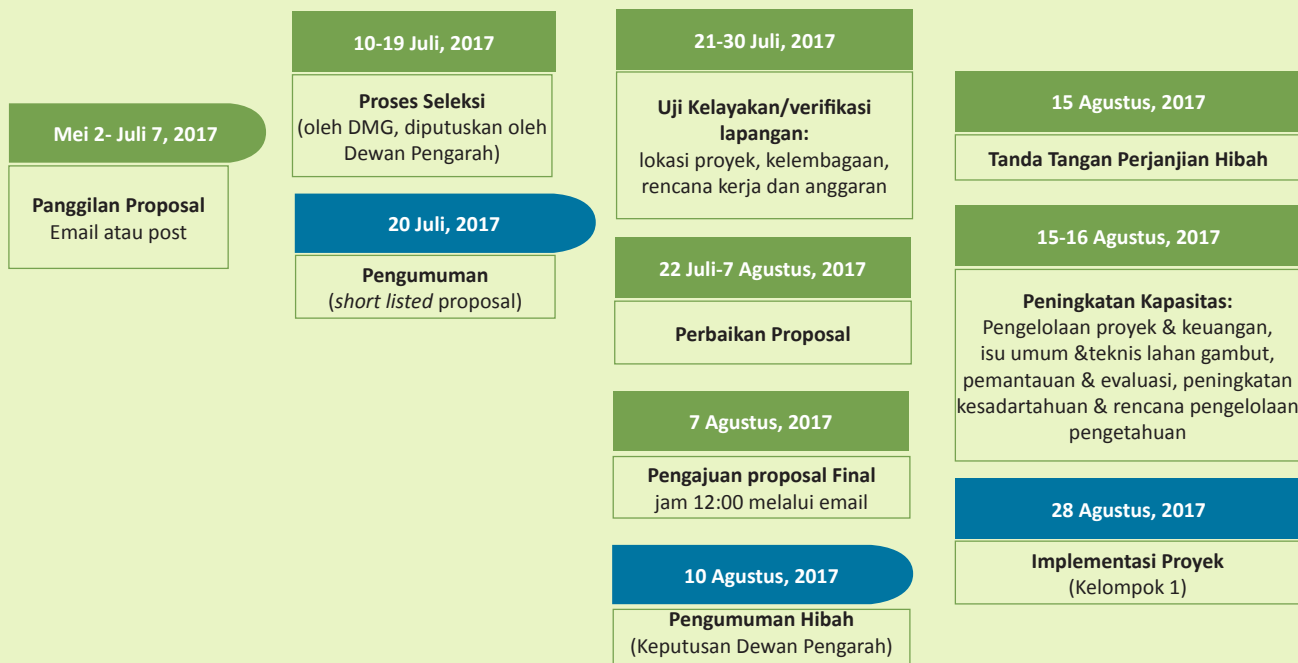 Mei 2- Juli 7, 2017
Panggilan Proposal
Email atau post
10-19 Juli, 2017
Proses Seleksi
(oleh DMG, diputuskan oleh
Dewan Pengarah)
20 Juli, 2017
Pengumuman
(short listed proposal)
21-30 Juli, 2017
Uji Kelayakan/verifikasi
lapangan:
lokasi proyek, kelembagaan,
rencana kerja dan anggaran
22 Juli-7 Agustus, 2017
Perbaikan Proposal
7 Agustus, 2017
Pengajuan proposal Final
jam 12:00 melalui email
10 Agustus, 2017
Pengumuman Hibah
(Keputusan Dewan Pengarah)
15 Agustus, 2017
Tanda Tangan Perjanjian Hibah
15-16 Agustus, 2017
Peningkatan Kapasitas:
Pengelolaan proyek & keuangan,
isu umum &teknis lahan gambut,
pemantauan & evaluasi, peningkatan
kesadartahuan & rencana pengelolaan
pengetahuan
28 Agustus, 2017
Implementasi Proyek
(Kelompok 1)